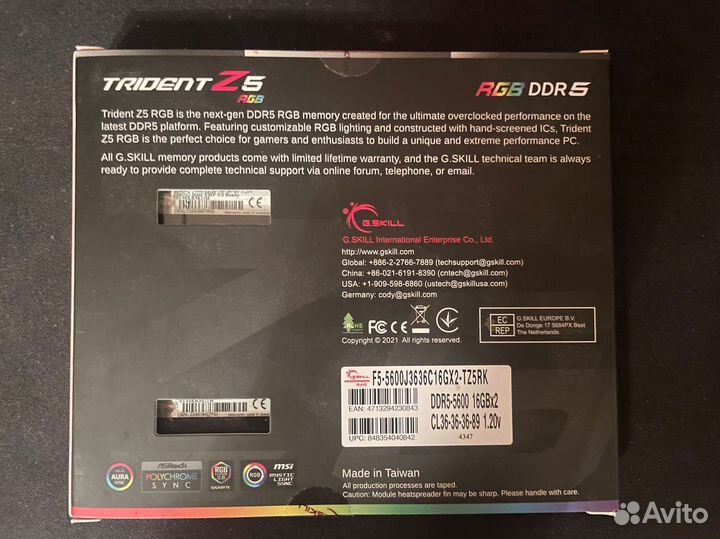 TRIDENT Z5
RGB
RGB DDR5
Trident Z5 RGB is the next-gen DDR5 RGB memory created for the ultimate overclocked performance on the
latest DDR5 platform. Featuring customizable RGB lighting and constructed with hand-screened ICs, Trident
Z5 RGB is the perfect choice for gamers and enthusiasts to build a unique and extreme performance PC.
All G.SKILL memory products come with limited lifetime warranty, and the G.SKILL technical team is always
ready to provide complete technical support via online forum, telephone, or email.
G.SKILL
G.SKILL International Enterprise Co., Ltd.
http://www.gskill.com
Global: +886-2-2766-7889 (techsupport@gskill.com)
China: +86-021-6191-8390 (cntech@gskill.com)
USA: +1-909-598-6860 (ustech@gskillusa.com)
Germany: cody@gskill.com
RoHS FC CE
Copyright © 2021 All rights reserved.
EC REP
G.SKILL EUROPE B.V.
De Donge 17 5684PX Best
The Netherlands
G.SKILL
RoHS
F5-5600J3636C16GX2-TZ5RK
EAN: 4713294230843
DDR5-5600 16GBx2
CL36-36-36-89 1.20v
UPC: 848354040842
4347
AURA
SYNC
ASRock
POLYCHROME
SYNC
RGB
GIGABYTE
RGB
msi
MYSTIC
LIGHT
SYNC
Made in Taiwan
All production processes are taped.
Caution: Module heatspreader fin may be sharp. Please handle with care.
Avito